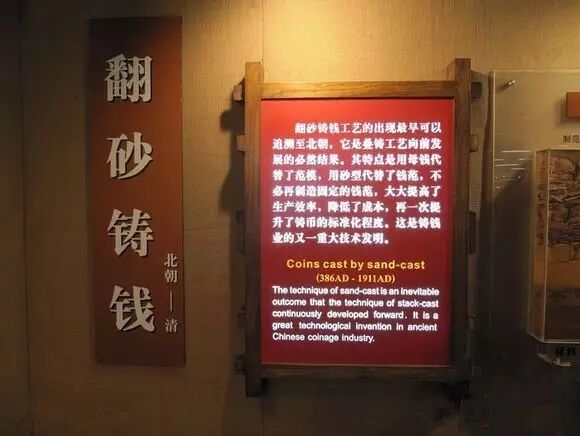 翻砂铸钱
北朝——清
翻砂铸钱工艺的出现最早可以
追溯至北朝，它是叠铸工艺向前发
展的必然结果。其特点是用母钱代
替了范模，用砂型代替了钱范，不
必再制造固定的钱范，大大提高了
生产效率，降低了成本，再一次提
升了铸币的标准化程度。这是铸钱
业的又一重大技术发明。
Coins cast by sand-cast
(386AD - 1911AD)
The technique of sand-cast is an inevitable
outcome that the technique of stack-cast
continuously developed forward. It is a
great technological invention in ancient
Chinese coinage industry.
制范